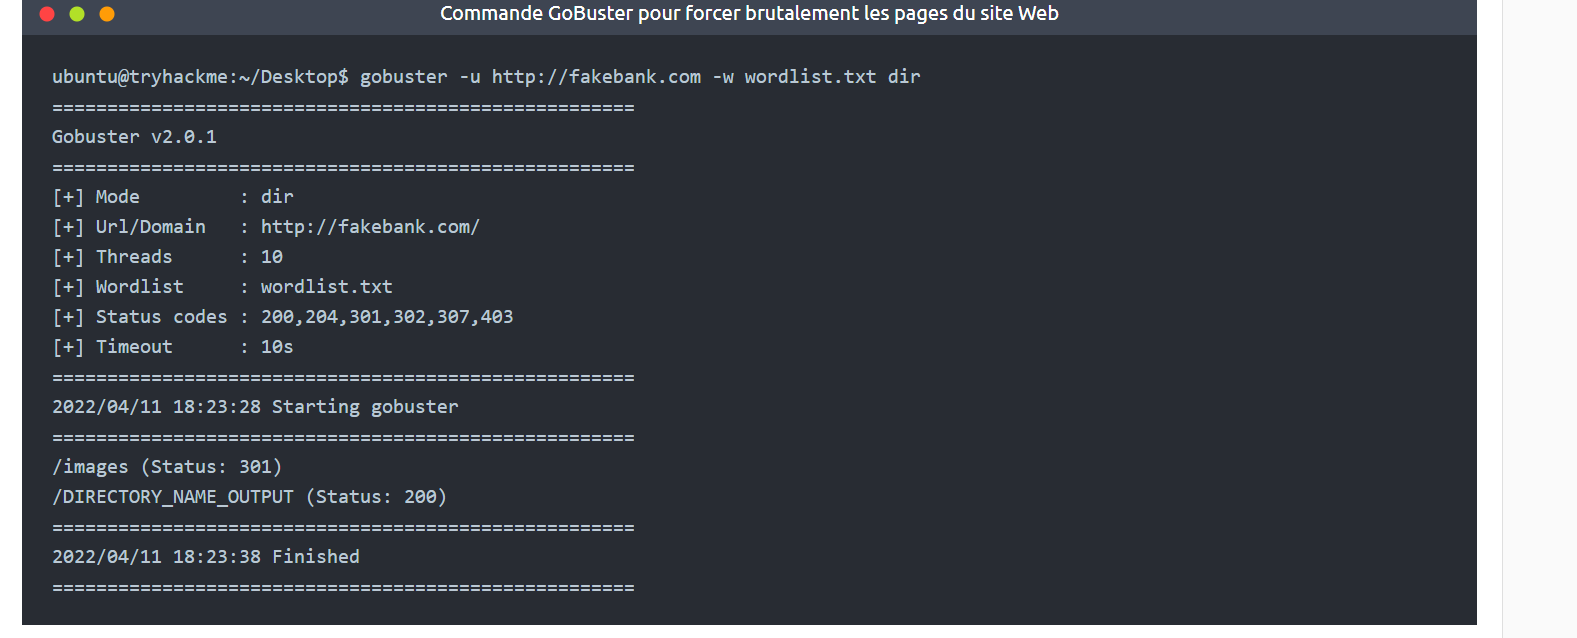 Commande GoBuster pour forcer brutalement les pages du site Web
ubuntu@tryhackme:~/Desktop$ gobuster -u http://fakebank.com -w wordlist.txt dir
=====================================================
Gobuster v2.0.1
=====================================================
[+] Mode         : dir
[+] Url/Domain   : http://fakebank.com/
[+] Threads      : 10
[+] Wordlist     : wordlist.txt
[+] Status codes : 200,204,301,302,307,403
[+] Timeout      : 10s
=====================================================
2022/04/11 18:23:28 Starting gobuster
=====================================================
/images (Status: 301)
/DIRECTORY_NAME_OUTPUT (Status: 200)
=====================================================
2022/04/11 18:23:38 Finished
=====================================================